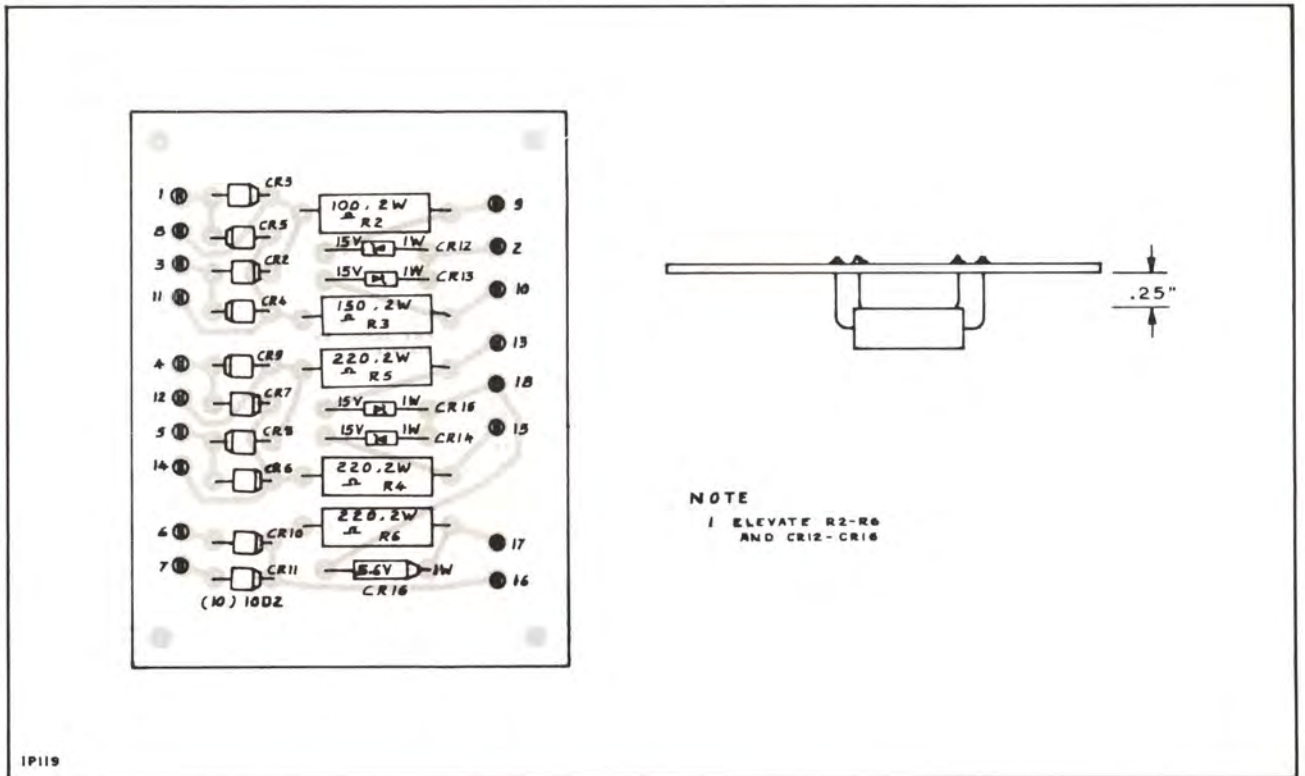 1 CR3
100, 2W
Ω R2
9
8 CR5
15V 1W CR12
2
3 CR2
15V 1W CR13
10
11 CR4
150, 2W
Ω R3
13
4 CR9
220, 2W
Ω R5
18
12 CR7
15V 1W CR15
5 CR8
15V 1W CR14
15
14 CR6
220, 2W
Ω R4
6 CR10
220, 2W
Ω R6
17
7 CR11
5.6V 1W
CR16
16
(10) 10D2
.25"
NOTE
1 ELEVATE R2-R6
AND CR12-CR16
IP119